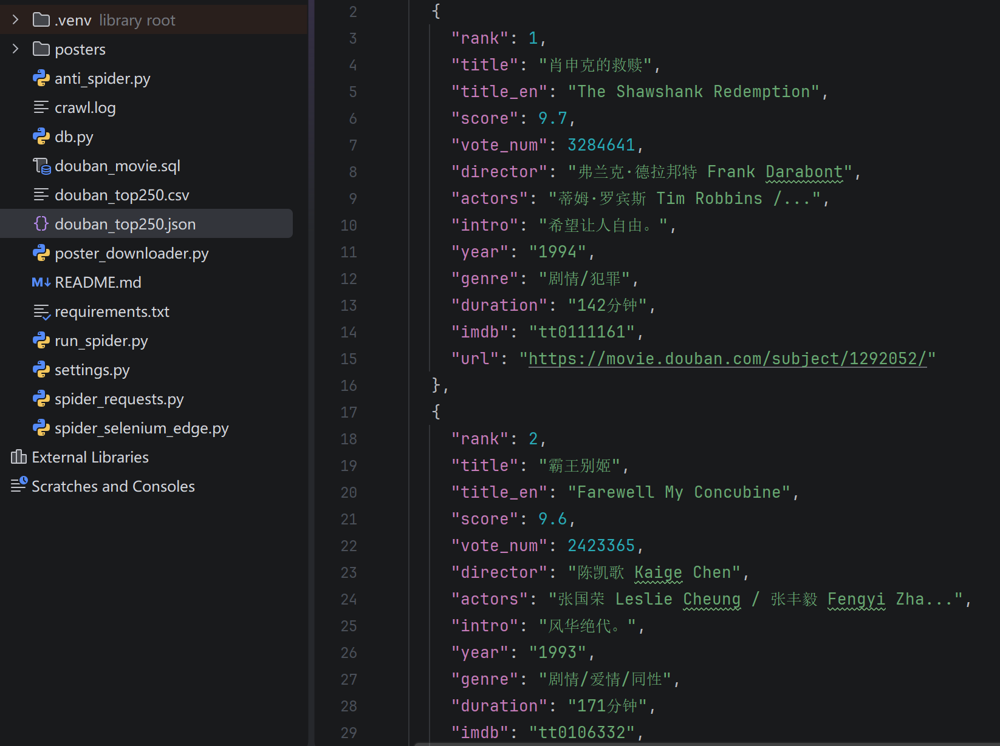 .venv library root
posters
anti_spider.py
crawl.log
db.py
douban_movie.sql
douban_top250.csv
douban_top250.json
poster_downloader.py
README.md
requirements.txt
run_spider.py
settings.py
spider_requests.py
spider_selenium_edge.py
External Libraries
Scratches and Consoles
2 {
3 "rank": 1,
4 "title": "肖申克的救赎",
5 "title_en": "The Shawshank Redemption",
6 "score": 9.7,
7 "vote_num": 3284641,
8 "director": "弗兰克·德拉邦特 Frank Darabont",
9 "actors": "蒂姆·罗宾斯 Tim Robbins /...",
10 "intro": "希望让人自由。",
11 "year": "1994",
12 "genre": "剧情/犯罪",
13 "duration": "142分钟",
14 "imdb": "tt0111161",
15 "url": "https://movie.douban.com/subject/1292052/"
16 },
17 {
18 "rank": 2,
19 "title": "霸王别姬",
20 "title_en": "Farewell My Concubine",
21 "score": 9.6,
22 "vote_num": 2423365,
23 "director": "陈凯歌 Kaige Chen",
24 "actors": "张国荣 Leslie Cheung / 张丰毅 Fengyi Zha...",
25 "intro": "风华绝代。",
26 "year": "1993",
27 "genre": "剧情/爱情/同性",
28 "duration": "171分钟",
29 "imdb": "tt0106332",